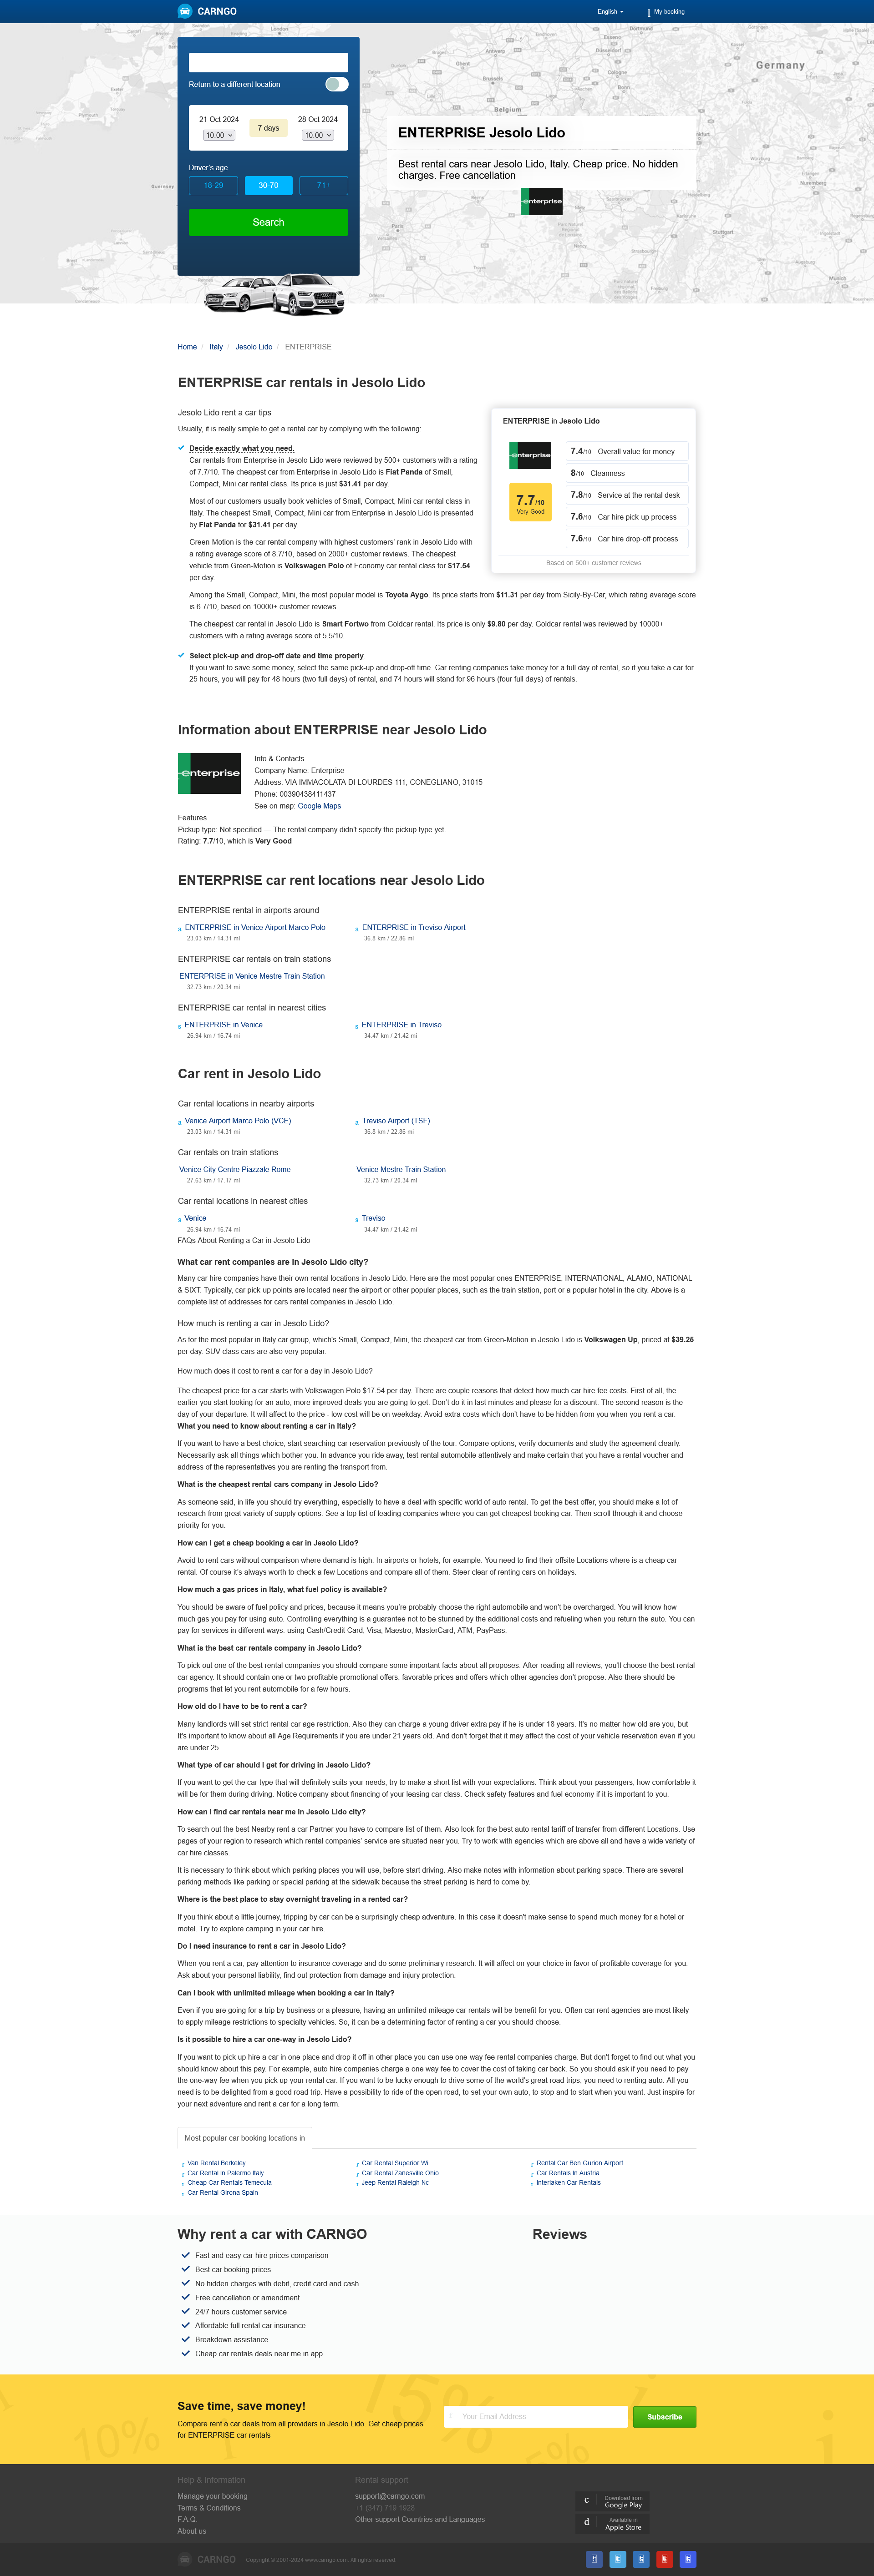 CARNGO
English
My booking
Return to a different location
21 Oct 2024
10:00
7 days
28 Oct 2024
10:00
Driver's age
18-29
30-70
71+
Search
ENTERPRISE Jesolo Lido
Best rental cars near Jesolo Lido, Italy. Cheap price. No hidden
charges. Free cancellation
enterprise
Home / Italy / Jesolo Lido / ENTERPRISE
ENTERPRISE car rentals in Jesolo Lido
Jesolo Lido rent a car tips
Usually, it is really simple to get a rental car by complying with the following:
Decide exactly what you need.
Car rentals from Enterprise in Jesolo Lido were reviewed by 500+ customers with a rating
of 7.7/10. The cheapest car from Enterprise in Jesolo Lido is Fiat Panda of Small,
Compact, Mini car rental class. Its price is just $31.41 per day.
Most of our customers usually book vehicles of Small, Compact, Mini car rental class in
Italy. The cheapest Small, Compact, Mini car from Enterprise in Jesolo Lido is presented
by Fiat Panda for $31.41 per day.
Green-Motion is the car rental company with highest customers' rank in Jesolo Lido with
a rating average score of 8.7/10, based on 2000+ customer reviews. The cheapest
vehicle from Green-Motion is Volkswagen Polo of Economy car rental class for $17.54
per day.
Among the Small, Compact, Mini, the most popular model is Toyota Aygo. Its price starts from $11.31 per day from Sicily-By-Car, which rating average score
is 6.7/10, based on 10000+ customer reviews.
The cheapest car rental in Jesolo Lido is Smart Fortwo from Goldcar rental. Its price is only $9.80 per day. Goldcar rental was reviewed by 10000+
customers with a rating average score of 5.5/10.
ENTERPRISE in Jesolo Lido
enterprise
7.7/10
Very Good
7.4/10 Overall value for money
8/10 Cleanness
7.8/10 Service at the rental desk
7.6/10 Car hire pick-up process
7.6/10 Car hire drop-off process
Based on 500+ customer reviews
Select pick-up and drop-off date and time properly.
If you want to save some money, select the same pick-up and drop-off time. Car renting companies take money for a full day of rental, so if you take a car for
25 hours, you will pay for 48 hours (two full days) of rental, and 74 hours will stand for 96 hours (four full days) of rentals.
Information about ENTERPRISE near Jesolo Lido
enterprise
Info & Contacts
Company Name: Enterprise
Address: VIA IMMACOLATA DI LOURDES 111, CONEGLIANO, 31015
Phone: 00390438411437
See on map: Google Maps
Features
Pickup type: Not specified — The rental company didn't specify the pickup type yet.
Rating: 7.7/10, which is Very Good
ENTERPRISE car rent locations near Jesolo Lido
ENTERPRISE rental in airports around
ENTERPRISE in Venice Airport Marco Polo
23.03 km / 14.31 mi
ENTERPRISE in Treviso Airport
36.8 km / 22.86 mi
ENTERPRISE car rentals on train stations
ENTERPRISE in Venice Mestre Train Station
32.73 km / 20.34 mi
ENTERPRISE car rental in nearest cities
ENTERPRISE in Venice
26.94 km / 16.74 mi
ENTERPRISE in Treviso
34.47 km / 21.42 mi
Car rent in Jesolo Lido
Car rental locations in nearby airports
Venice Airport Marco Polo (VCE)
23.03 km / 14.31 mi
Treviso Airport (TSF)
36.8 km / 22.86 mi
Car rentals on train stations
Venice City Centre Piazzale Rome
27.63 km / 17.17 mi
Venice Mestre Train Station
32.73 km / 20.34 mi
Car rental locations in nearest cities
Venice
26.94 km / 16.74 mi
Treviso
34.47 km / 21.42 mi
FAQs About Renting a Car in Jesolo Lido
What car rent companies are in Jesolo Lido city?
Many car hire companies have their own rental locations in Jesolo Lido. Here are the most popular ones ENTERPRISE, INTERNATIONAL, ALAMO, NATIONAL
& SIXT. Typically, car pick-up points are located near the airport or other popular places, such as the train station, port or a popular hotel in the city. Above is a
complete list of addresses for cars rental companies in Jesolo Lido.
How much is renting a car in Jesolo Lido?
As for the most popular in Italy car group, which's Small, Compact, Mini, the cheapest car from Green-Motion in Jesolo Lido is Volkswagen Up, priced at $39.25
per day. SUV class cars are also very popular.
How much does it cost to rent a car for a day in Jesolo Lido?
The cheapest price for a car starts with Volkswagen Polo $17.54 per day. There are couple reasons that detect how much car hire fee costs. First of all, the
earlier you start looking for an auto, more improved deals you are going to get. Don't do it in last minutes and please for a discount. The second reason is the
day of your departure. It will affect to the price - low cost will be on weekday. Avoid extra costs which don't have to be hidden from you when you rent a car.
What you need to know about renting a car in Italy?
If you want to have a best choice, start searching car reservation previously of the tour. Compare options, verify documents and study the agreement clearly.
Necessarily ask all things which bother you. In advance you ride away, test rental automobile attentively and make certain that you have a rental voucher and
address of the representatives you are renting the transport from.
What is the cheapest rental cars company in Jesolo Lido?
As someone said, in life you should try everything, especially to have a deal with specific world of auto rental. To get the best offer, you should make a lot of
research from great variety of supply options. See a top list of leading companies where you can get cheapest booking car. Then scroll through it and choose
priority for you.
How can I get a cheap booking a car in Jesolo Lido?
Avoid to rent cars without comparison where demand is high: In airports or hotels, for example. You need to find their offsite Locations where is a cheap car
rental. Of course it's always worth to check a few Locations and compare all of them. Steer clear of renting cars on holidays.
How much a gas prices in Italy, what fuel policy is available?
You should be aware of fuel policy and prices, because it means you're probably choose the right automobile and won't be overcharged. You will know how
much gas you pay for using auto. Controlling everything is a guarantee not to be stunned by the additional costs and refueling when you return the auto. You can
pay for services in different ways: using Cash/Credit Card, Visa, Maestro, MasterCard, ATM, PayPass.
What is the best car rentals company in Jesolo Lido?
To pick out one of the best rental companies you should compare some important facts about all proposes. After reading all reviews, you'll choose the best rental
car agency. It should contain one or two profitable promotional offers, favorable prices and offers which other agencies don't propose. Also there should be
programs that let you rent automobile for a few hours.
How old do I have to be to rent a car?
Many landlords will set strict rental car age restriction. Also they can charge a young driver extra pay if he is under 18 years. It's no matter how old are you, but
It's important to know about all Age Requirements if you are under 21 years old. And don't forget that it may affect the cost of your vehicle reservation even if you
are under 25.
What type of car should I get for driving in Jesolo Lido?
If you want to get the car type that will definitely suits your needs, try to make a short list with your expectations. Think about your passengers, how comfortable it
will be for them during driving. Notice company about financing of your leasing car class. Check safety features and fuel economy if it is important to you.
How can I find car rentals near me in Jesolo Lido city?
To search out the best Nearby rent a car Partner you have to compare list of them. Also look for the best auto rental tariff of transfer from different Locations. Use
pages of your region to research which rental companies' service are situated near you. Try to work with agencies which are above all and have a wide variety of
car hire classes.
It is necessary to think about which parking places you will use, before start driving. Also make notes with information about parking space. There are several
parking methods like parking or special parking at the sidewalk because the street parking is hard to come by.
Where is the best place to stay overnight traveling in a rented car?
If you think about a little journey, tripping by car can be a surprisingly cheap adventure. In this case it doesn't make sense to spend much money for a hotel or
motel. Try to explore camping in your car hire.
Do I need insurance to rent a car in Jesolo Lido?
When you rent a car, pay attention to insurance coverage and do some preliminary research. It will affect on your choice in favor of profitable coverage for you.
Ask about your personal liability, find out protection from damage and injury protection.
Can I book with unlimited mileage when booking a car in Italy?
Even if you are going for a trip by business or a pleasure, having an unlimited mileage car rentals will be benefit for you. Often car rent agencies are most likely
to apply mileage restrictions to specialty vehicles. So, it can be a determining factor of renting a car you should choose.
Is it possible to hire a car one-way in Jesolo Lido?
If you want to pick up hire a car in one place and drop it off in other place you can use one-way fee rental companies charge. But don't forget to find out what you
should know about this pay. For example, auto hire companies charge a one way fee to cover the cost of taking car back. So you should ask if you need to pay
the one-way fee when you pick up rental car. If you want to be lucky enough to drive some of the world's great road trips, you need to renting auto. All you
need is to be delighted from a good road trip. Have a possibility to ride of the open road, to set your own auto, to stop and to start when you want. Just inspire for
your next adventure and rent a car for a long term.
Most popular car booking locations in
Van Rental Berkeley
Car Rental Superior Wi
Rental Car Ben Gurion Airport
Car Rental In Palermo Italy
Car Rental Zanesville Ohio
Car Rentals in Austria
Cheap Car Rentals Temecula
Jeep Rental Raleigh Nc
Interlaken Car Rentals
Car Rental Girona Spain
Why rent a car with CARNGO
Fast and easy car hire prices comparison
Best car booking prices
No hidden charges with debit, credit card and cash
Free cancellation or amendment
24/7 hours customer service
Affordable full rental car insurance
Breakdown assistance
Cheap car rentals deals near me in app
Reviews
Save time, save money!
Compare rent a car deals from all providers in Jesolo Lido. Get cheap prices
for ENTERPRISE car rentals
Your Email Address
Subscribe
Help & Information
Manage your booking
Terms & Conditions
F.A.Q.
About us
Rental support
support@carngo.com
+1 (347) 719 1929
Other support Countries and Languages
Download from
Google Play
Available in
Apple Store
CARNGO
Copyright © 2001-2024 www.carngo.com. All rights reserved.